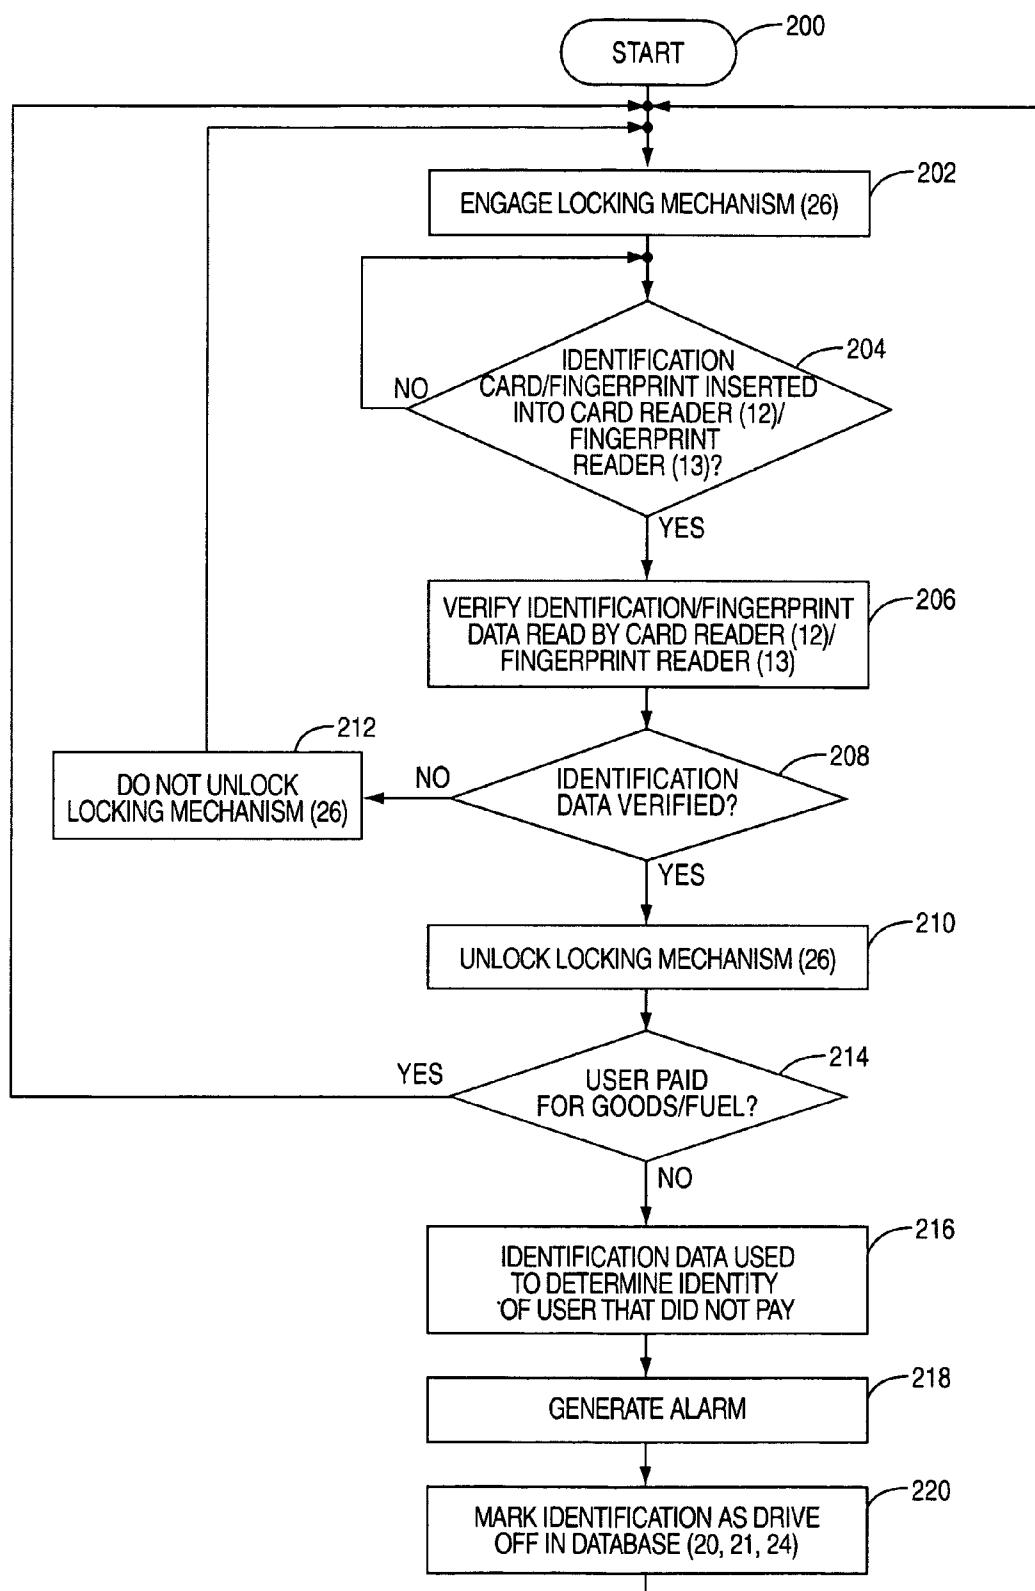 200
START
202
ENGAGE LOCKING MECHANISM (26)
204
IDENTIFICATION
CARD/FINGERPRINT INSERTED
INTO CARD READER (12)/
FINGERPRINT
READER (13)?
NO
YES
206
VERIFY IDENTIFICATION/FINGERPRINT
DATA READ BY CARD READER (12)/
FINGERPRINT READER (13)
212
DO NOT UNLOCK
LOCKING MECHANISM (26)
NO
208
IDENTIFICATION
DATA VERIFIED?
YES
210
UNLOCK LOCKING MECHANISM (26)
214
YES
USER PAID
FOR GOODS/FUEL?
NO
216
IDENTIFICATION DATA USED
TO DETERMINE IDENTITY
OF USER THAT DID NOT PAY
218
GENERATE ALARM
220
MARK IDENTIFICATION AS DRIVE
OFF IN DATABASE (20, 21, 24)